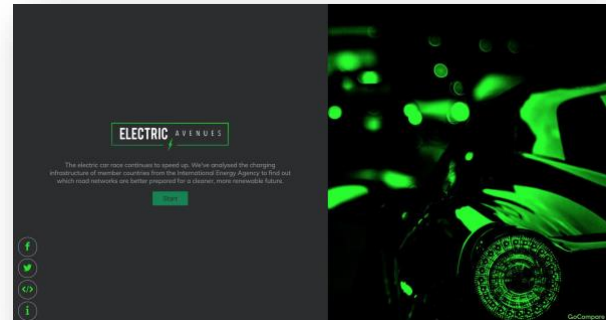 ELECTRIC AVENUES
The electric car race continues to speed up. We've analysed the charging
infrastructure of member countries from the International Energy Agency to find out
which road networks are better prepared for a cleaner, more renewable future.
Start
f
</>
i
GoCompare